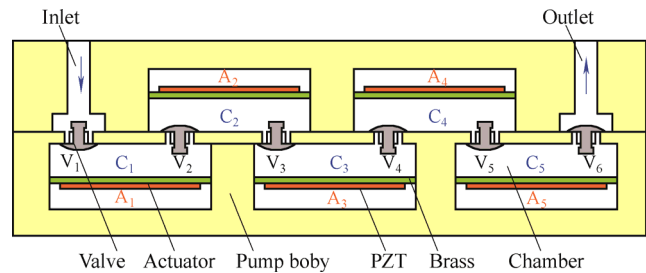 Inlet
Outlet
A2
A4
C2
C4
V1
C1
V2
V3
C3
V4
V5
C5
V6
A1
A3
A5
Valve
Actuator
Pump boby
PZT
Brass
Chamber